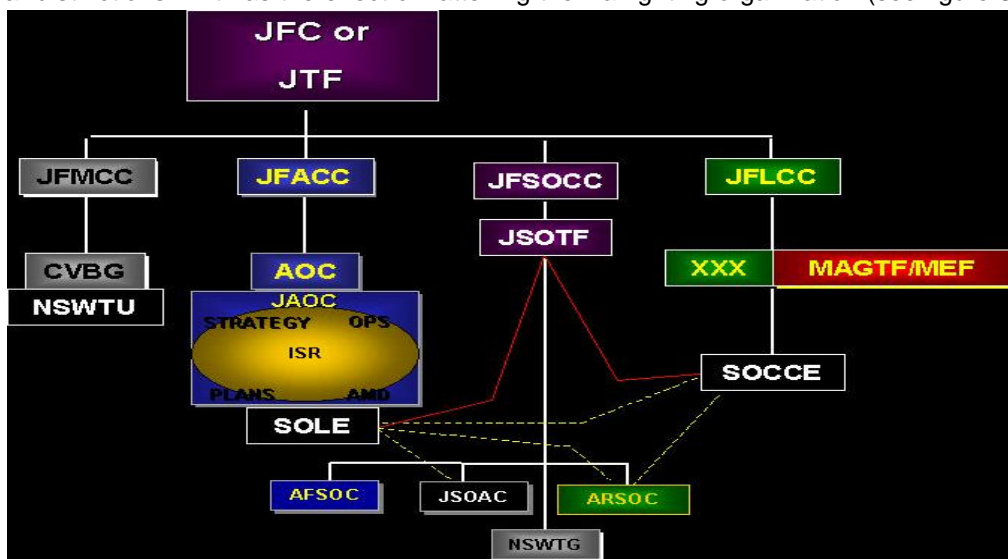 JFC or
JTF
JFMCC
JFACC
JFSOCC
JFLCC
JSOTF
CVBG
AOC
XXX
MAGTF/MEF
NSWTU
JAOC
STRATEGY OPS
ISR
PLANS AMD
SOCCE
SOLE
AFSOC
JSOAC
ARSOC
NSWTG